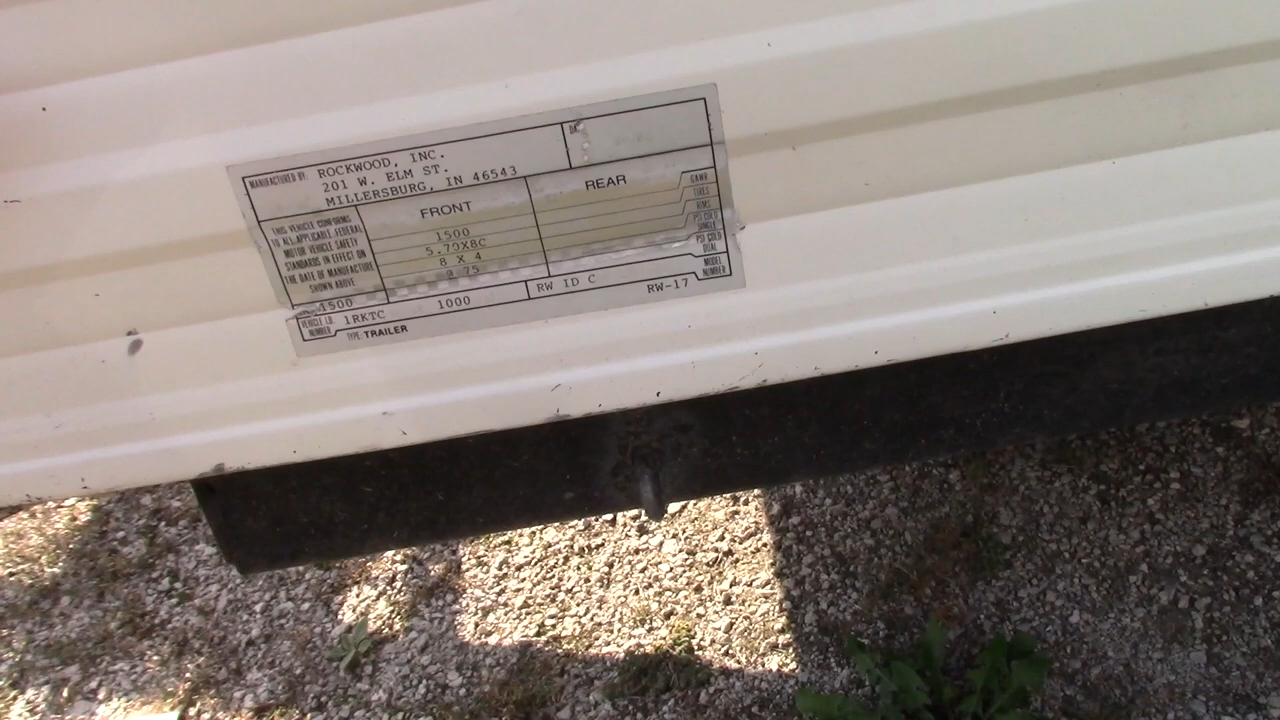 MANUFACTURED BY: ROCKWOOD, INC.
201 W. ELM ST.
MILLERSBURG, IN 46543
THIS VEHICLE CONFORMS
TO ALL APPLICABLE FEDERAL
MOTOR VEHICLE SAFETY
STANDARDS IN EFFECT ON
THE DATE OF MANUFACTURE
SHOWN ABOVE
FRONT
REAR
1500
GAWR
5.70X8C
TIRES
8 X 4
RIMS
75
PSI COLD
SINGLE
PSI COLD
DUAL
1500
VEHICLE I.D.
NUMBER
1RKTC
1000
RW ID C
RW-17
MODEL
NUMBER
TYPE: TRAILER